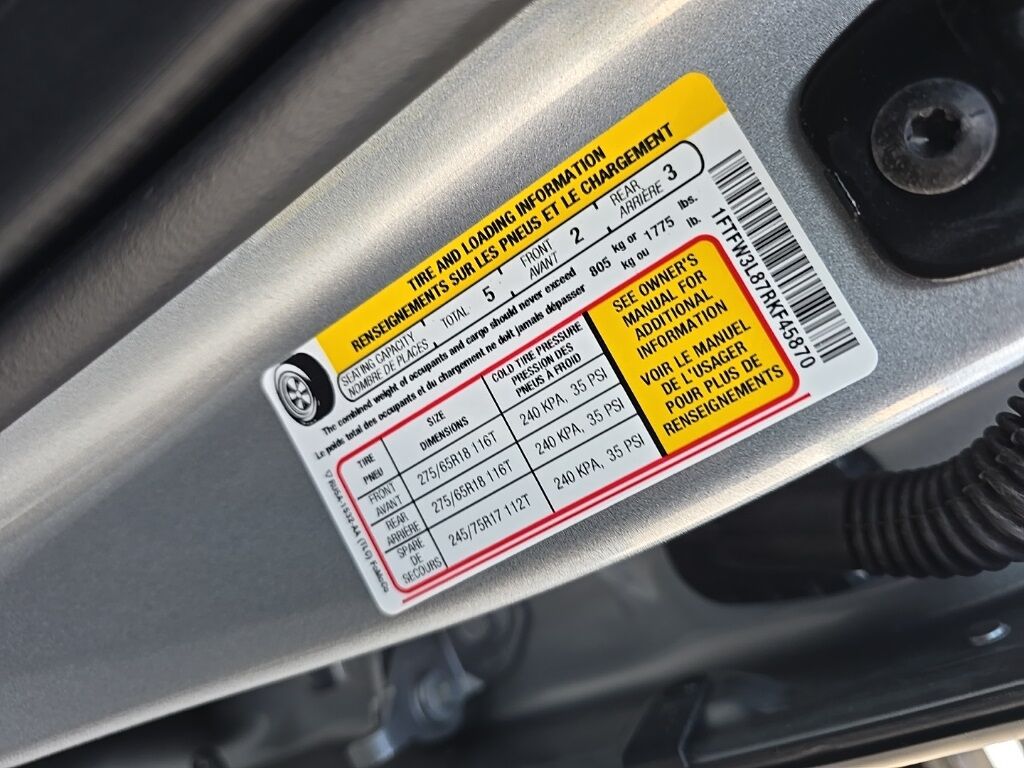 TIRE AND LOADING INFORMATION
RENSEIGNEMENTS SUR LES PNEUS ET LE CHARGEMENT
SEATING CAPACITY
NOMBRE DE PLACES
TOTAL 5
FRONT
AVANT 2
REAR
ARRIÈRE 3
The combined weight of occupants and cargo should never exceed 805 kg or 1775 lbs.
Le poids total des occupants et du chargement ne doit jamais dépasser kg ou lb.
TIRE
PNEU
SIZE
DIMENSIONS
COLD TIRE PRESSURE
PRESSION DES
PNEUS À FROID
FRONT
AVANT
275/65R18 116T
240 KPA, 35 PSI
REAR
ARRIÈRE
275/65R18 116T
240 KPA, 35 PSI
SPARE
DE
SECOURS
245/75R17 112T
240 KPA, 35 PSI
SEE OWNER'S
MANUAL FOR
ADDITIONAL
INFORMATION
VOIR LE MANUEL
DE L'USAGER
POUR PLUS DE
RENSEIGNEMENTS
1FTFW3L87RKF45870
FoMoCo